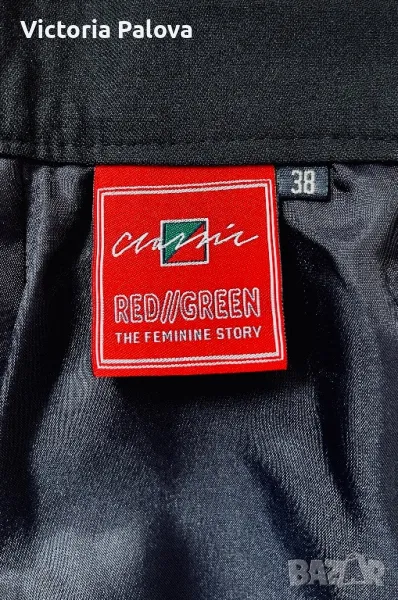 Victoria Palova
38
classic
RED//GREEN
THE FEMININE STORY
BAZAR